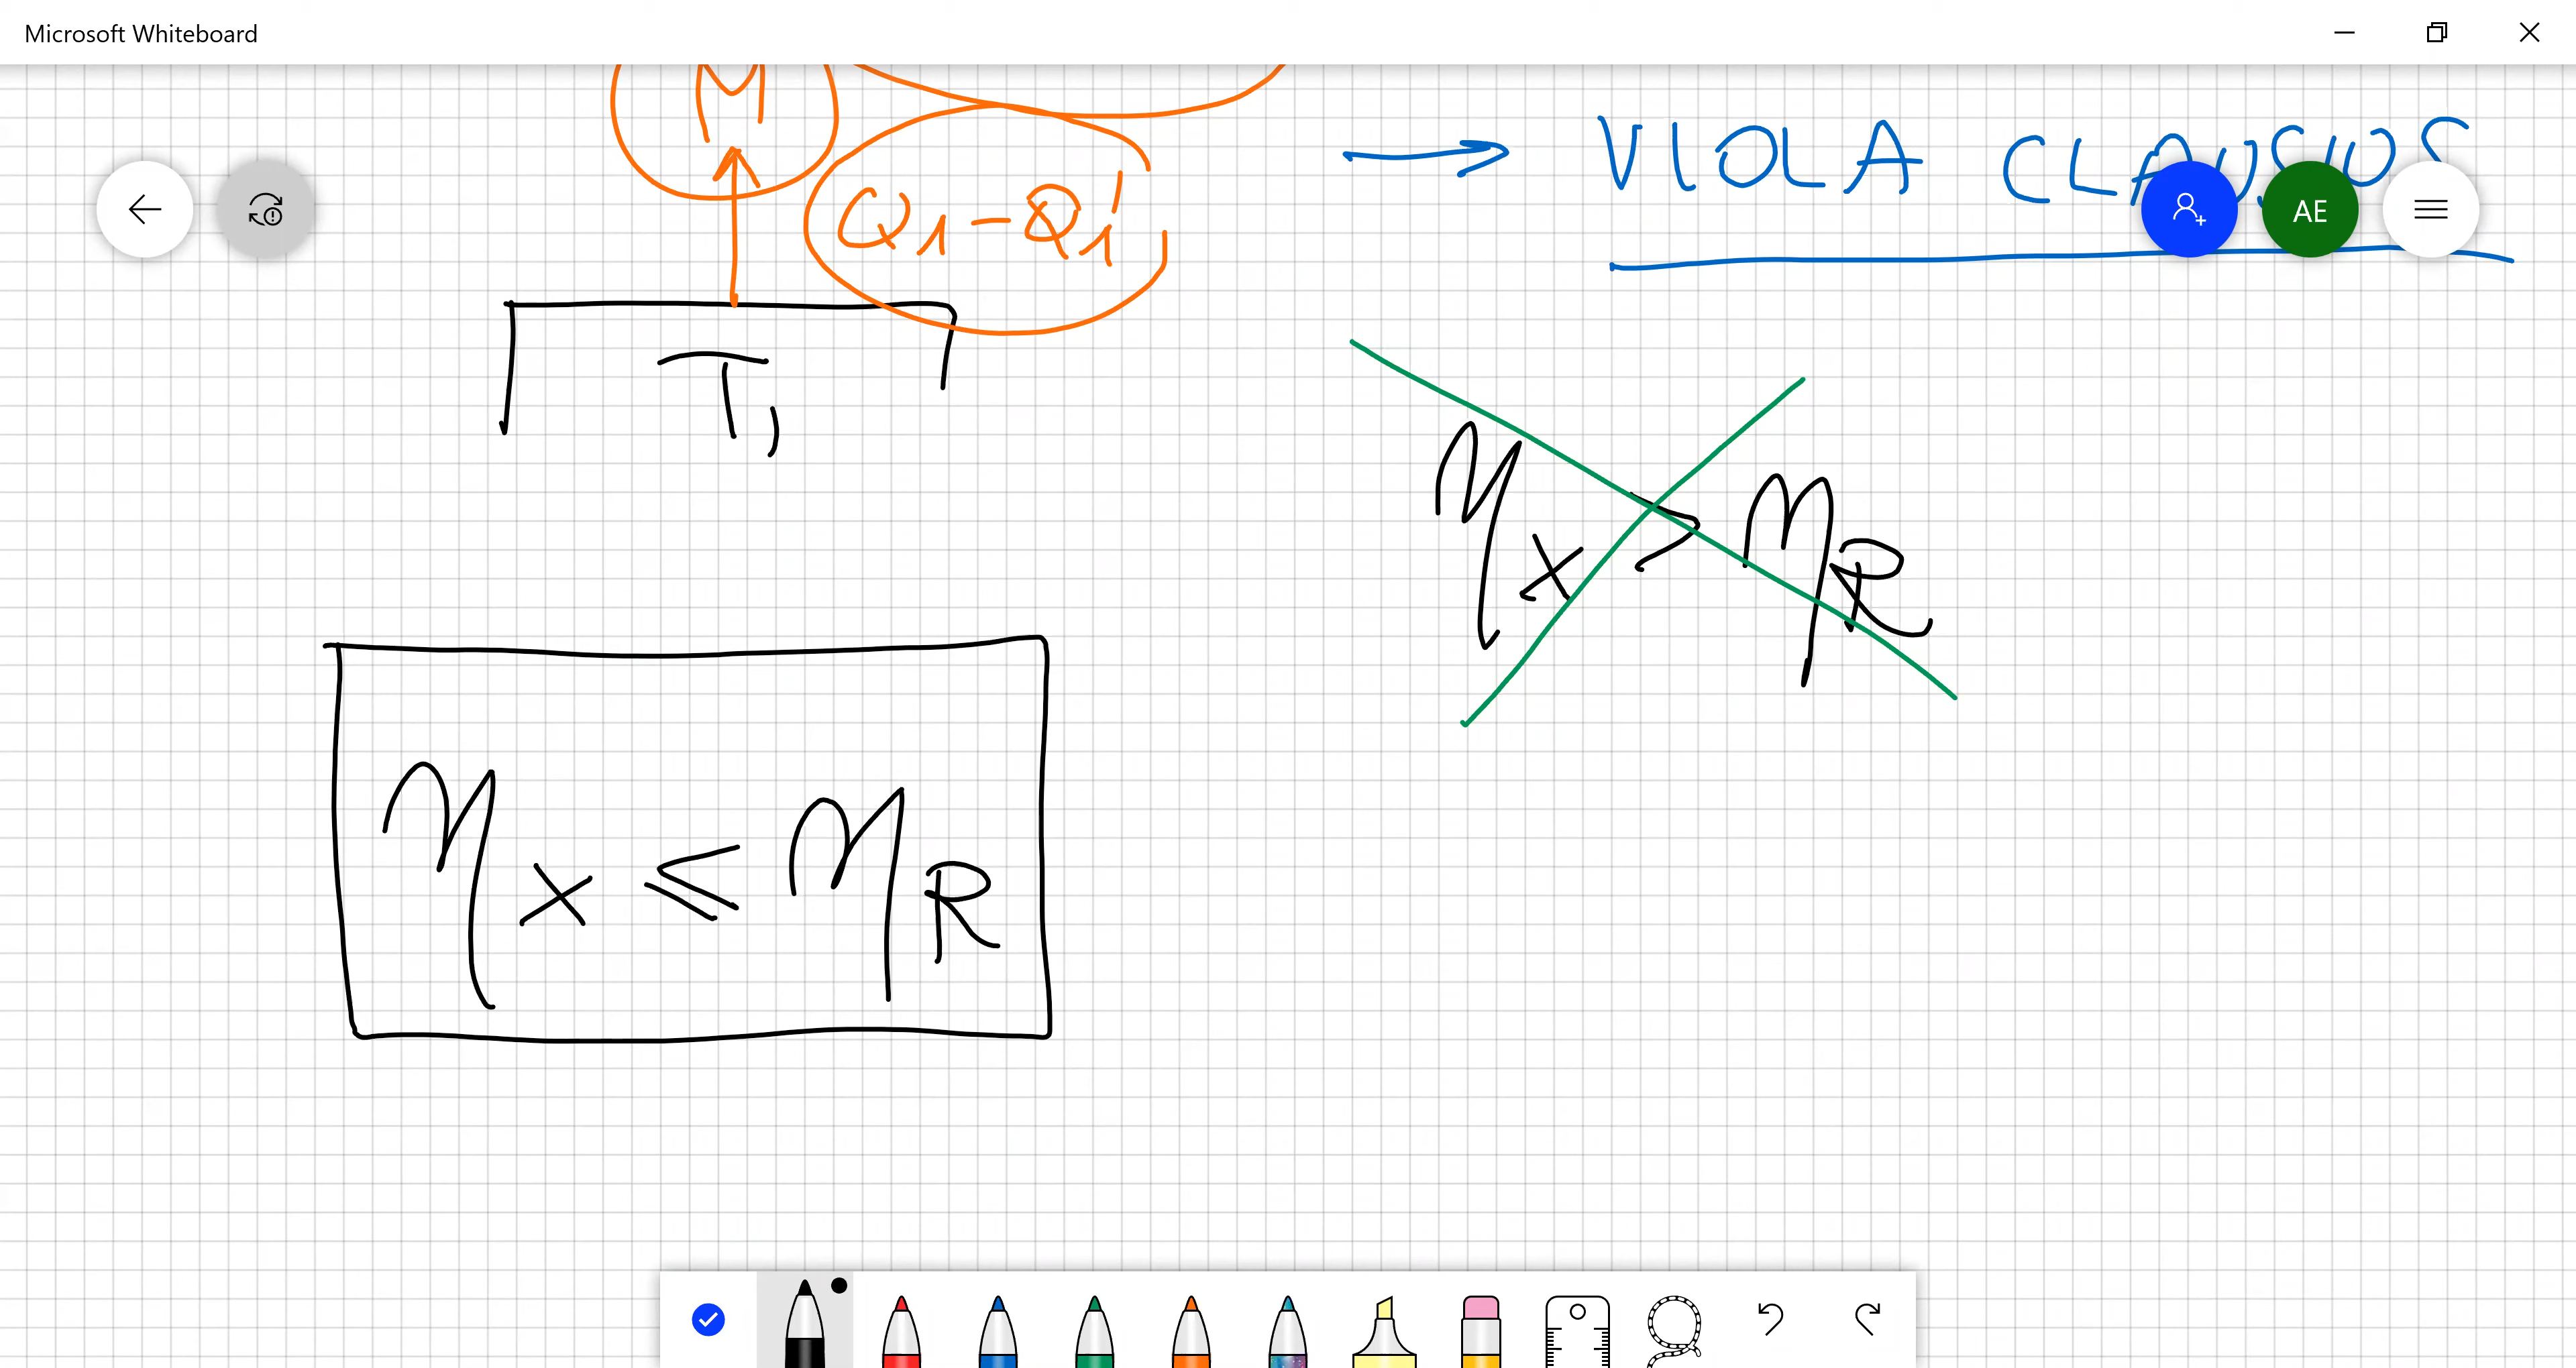 Microsoft Whiteboard
M
→ VIOLA CLAUSIUS
AE
Q1 - Q1'
T1
ηx > ηR
ηx ≤ ηR